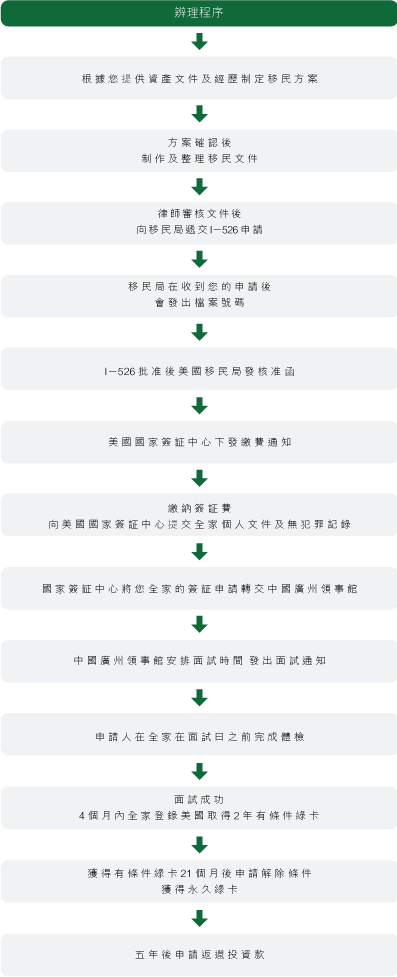 辦理程序
根據您提供資產文件及經歷制定移民方案
方案確認後
制作及整理移民文件
律師審核文件後
向移民局遞交I－526申請
移民局在收到您的申請後
會發出檔案號碼
I－526批准後美國移民局發核准函
美國國家簽証中心下發繳費通知
繳納簽証費
向美國國家簽証中心提交全家個人文件及無犯罪記錄
國家簽証中心將您全家的簽証申請轉交中國廣州領事館
中國廣州領事館安排面試時間 發出面試通知
申請人在全家在面試日之前完成體檢
面試成功
4個月內全家登錄美國取得2年有條件綠卡
獲得有條件綠卡21個月後申請解除條件
獲得永久綠卡
五年後申請返還投資款